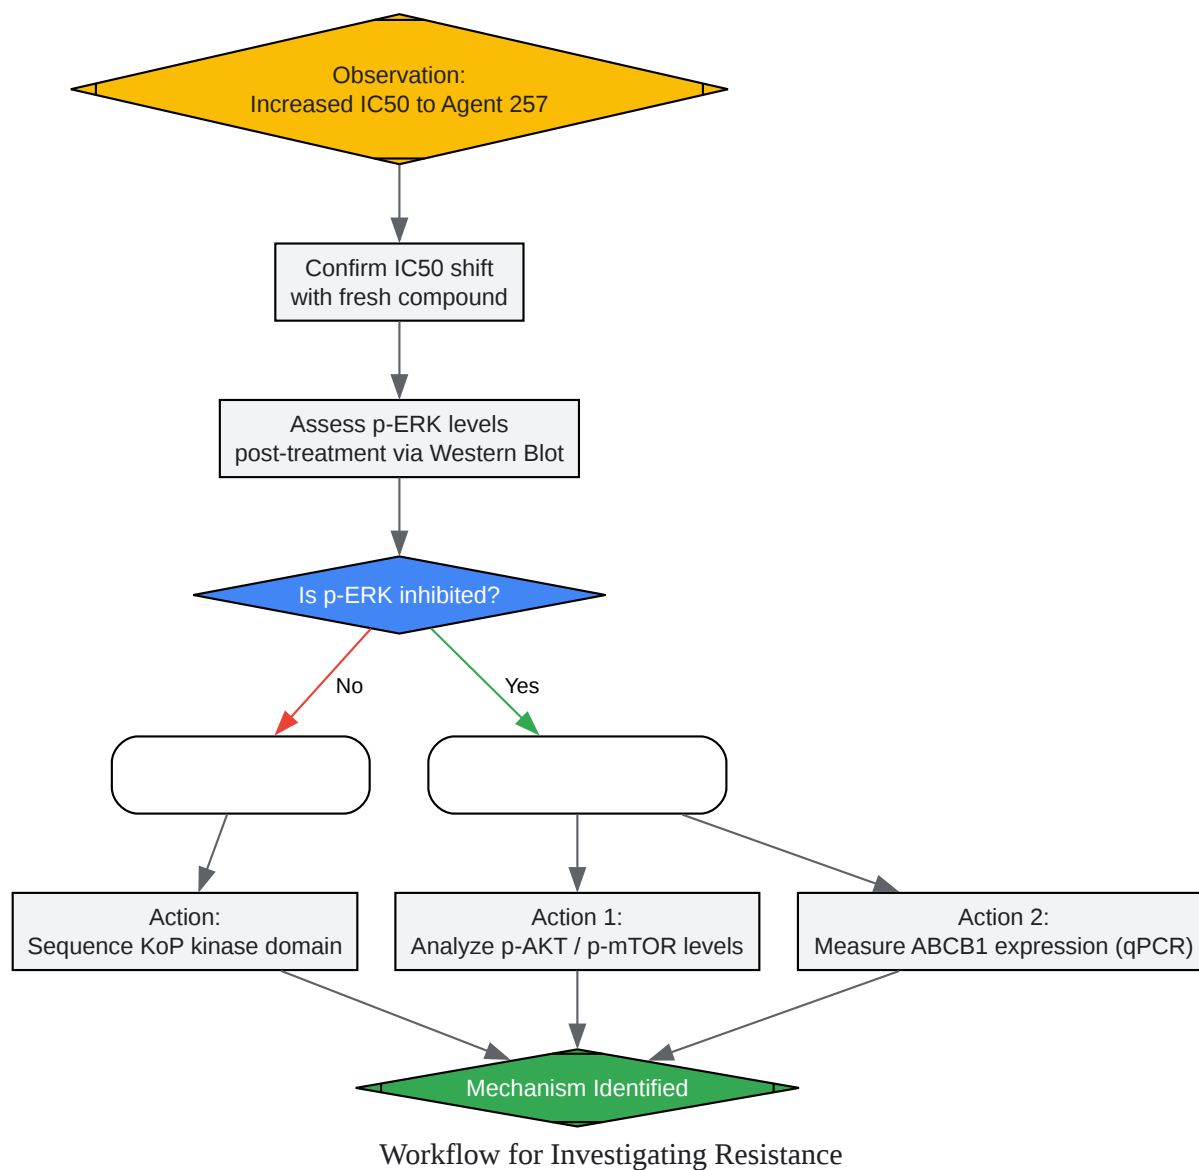 Observation:
Increased IC50 to Agent 257
Confirm IC50 shift
with fresh compound
Assess p-ERK levels
post-treatment via Western Blot
Is p-ERK inhibited?
No
Yes
Action:
Sequence KoP kinase domain
Action 1:
Analyze p-AKT / p-mTOR levels
Action 2:
Measure ABCB1 expression (qPCR)
Mechanism Identified
Workflow for Investigating Resistance